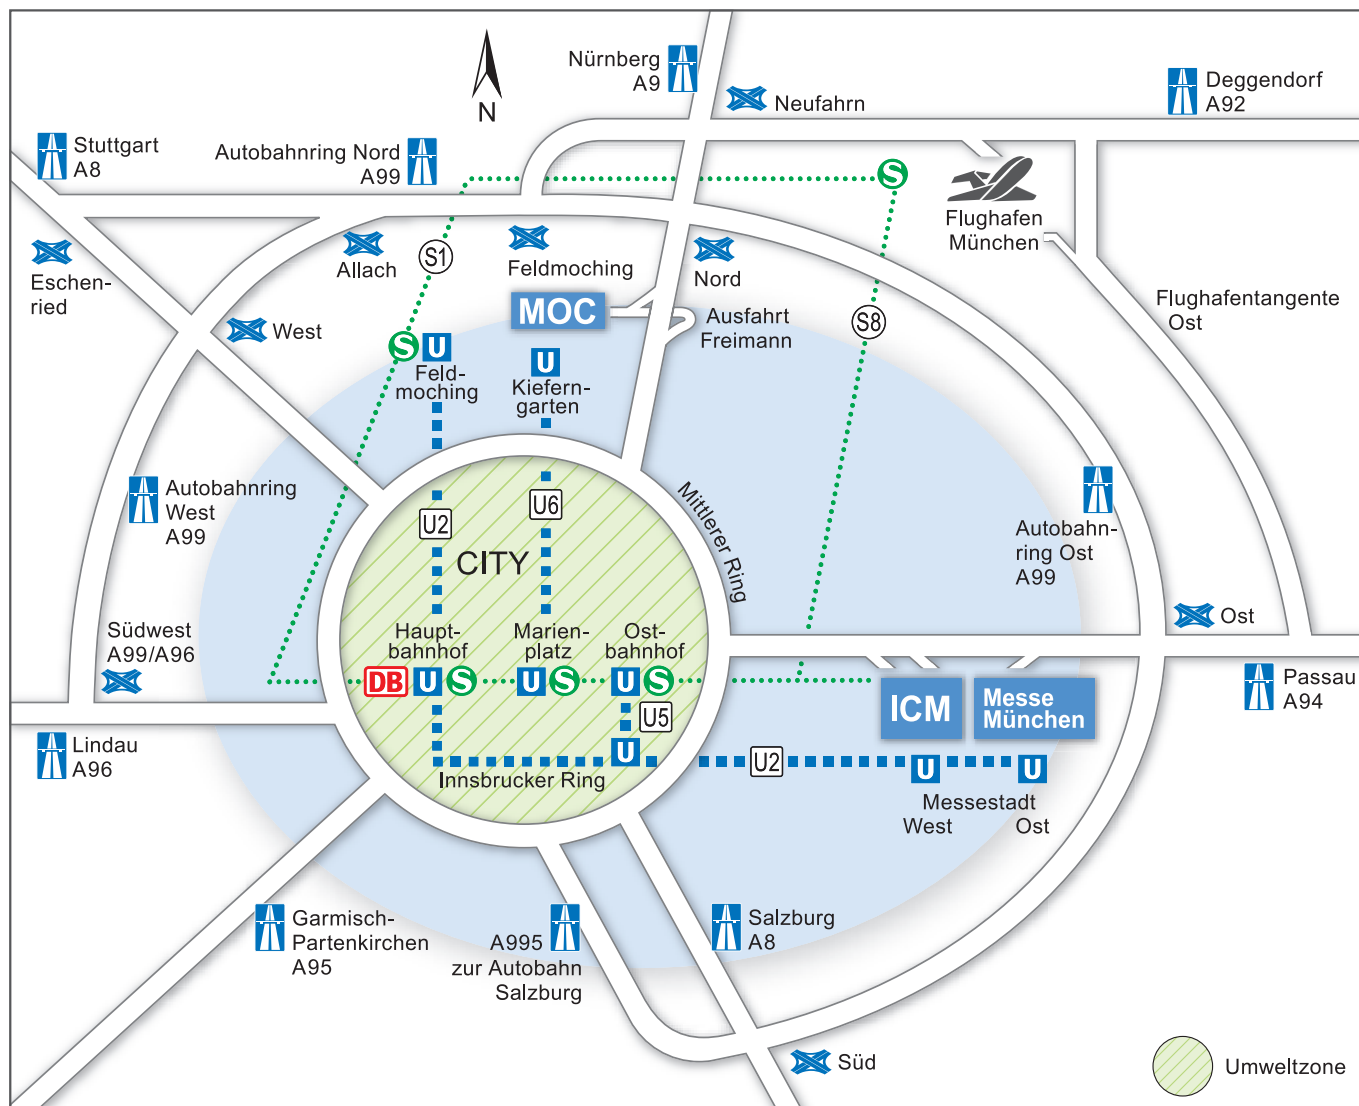 Nürnberg
A9
N
Neufahrn
Deggendorf
A92
Stuttgart
A8
Autobahnring Nord
A99
S
Flughafen
München
Eschen-
ried
Allach
S1
Feldmoching
Nord
MOC
Ausfahrt
Freimann
S8
Flughafentangente
Ost
West
S
U
Feld-
moching
U
Kiefern-
garten
Autobahnring
West
A99
Mittlerer Ring
Autobahn-
ring Ost
A99
U2
U6
CITY
Südwest
A99/A96
Haupt-
bahnhof
Marien-
platz
Ost-
bahnhof
Ost
DB
U
S
U
S
U
S
ICM
Messe
München
Passau
A94
U5
Lindau
A96
U
Innsbrucker Ring
U2
U
U
Messestadt
West
Ost
Garmisch-
Partenkirchen
A95
A995
zur Autobahn
Salzburg
Salzburg
A8
Süd
Umweltzone